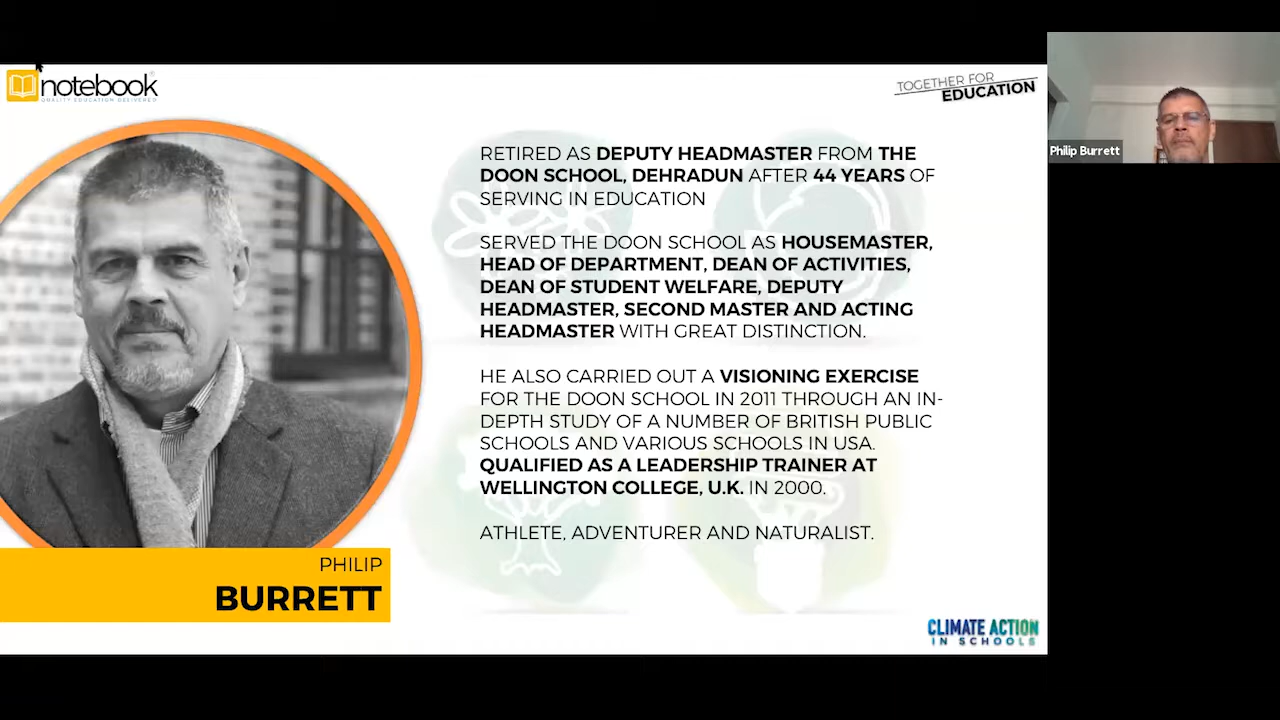 notebook
QUALITY EDUCATION DELIVERED
TOGETHER FOR
EDUCATION
Philip Burrett
RETIRED AS DEPUTY HEADMASTER FROM THE
DOON SCHOOL, DEHRADUN AFTER 44 YEARS OF
SERVING IN EDUCATION
SERVED THE DOON SCHOOL AS HOUSEMASTER,
HEAD OF DEPARTMENT, DEAN OF ACTIVITIES,
DEAN OF STUDENT WELFARE, DEPUTY
HEADMASTER, SECOND MASTER AND ACTING
HEADMASTER WITH GREAT DISTINCTION.
HE ALSO CARRIED OUT A VISIONING EXERCISE
FOR THE DOON SCHOOL IN 2011 THROUGH AN IN-
DEPTH STUDY OF A NUMBER OF BRITISH PUBLIC
SCHOOLS AND VARIOUS SCHOOLS IN USA.
QUALIFIED AS A LEADERSHIP TRAINER AT
WELLINGTON COLLEGE, U.K. IN 2000.
ATHLETE, ADVENTURER AND NATURALIST.
PHILIP
BURRETT
CLIMATE ACTION
IN SCHOOLS